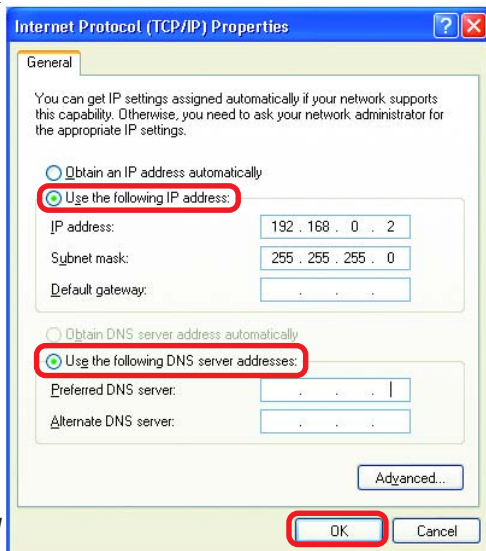 Internet Protocol (TCP/IP) Properties
General
You can get IP settings assigned automatically if your network supports
this capability. Otherwise, you need to ask your network administrator for
the appropriate IP settings.
Obtain an IP address automatically
Use the following IP address:
IP address: 192 . 168 . 0 . 2
Subnet mask: 255 . 255 . 255 . 0
Default gateway: . . .
Obtain DNS server address automatically
Use the following DNS server addresses:
Preferred DNS server: . . .
Alternate DNS server: . . .
Advanced...
OK Cancel